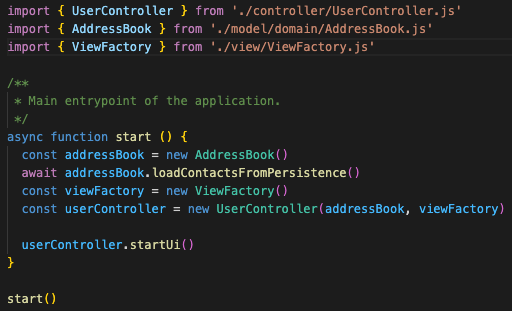 import { UserController } from './controller/UserController.js'
import { AddressBook } from './model/domain/AddressBook.js'
import { ViewFactory } from './view/ViewFactory.js'

/**
 * Main entrypoint of the application.
 */
async function start () {
  const addressBook = new AddressBook()
  await addressBook.loadContactsFromPersistence()
  const viewFactory = new ViewFactory()
  const userController = new UserController(addressBook, viewFactory)

  userController.startUi()
}

start()